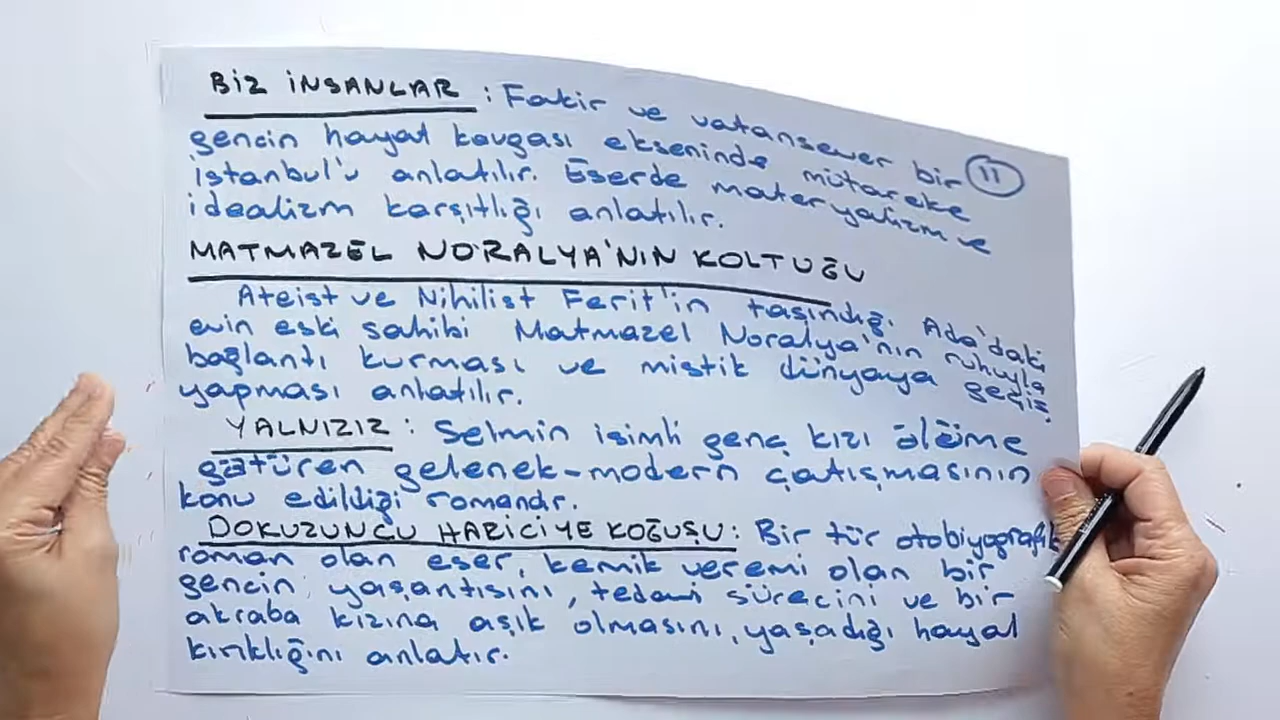 BİZ İNSANLAR : Fakir ve vatansever bir
gencin hayat kavgası ekseninde mütareke
İstanbul'u anlatılır. Eserde materyalizm ve
idealizm karşıtlığı anlatılır.
11
MATMAZEL NORALYA'NIN KOLTUĞU
Ateist ve Nihilist Ferit'in taşındığı Ada'daki
evin eski sahibi Matmazel Noralya'nın ruhuyla
bağlantı kurması ve mistik dünyaya geçiş
yapması anlatılır.
YALNIZIZ : Selmin isimli genç kızı ölüme
götüren gelenek-modern çatışmasının
konu edildiği romandır.
DOKUZUNCU HARİCİYE KOĞUŞU : Bir tür otobiyografik
roman olan eser, kemik veremi olan bir
gencin yaşantısını, tedavi sürecini ve bir
akraba kızına aşık olmasını, yaşadığı hayal
kırıklığını anlatır.